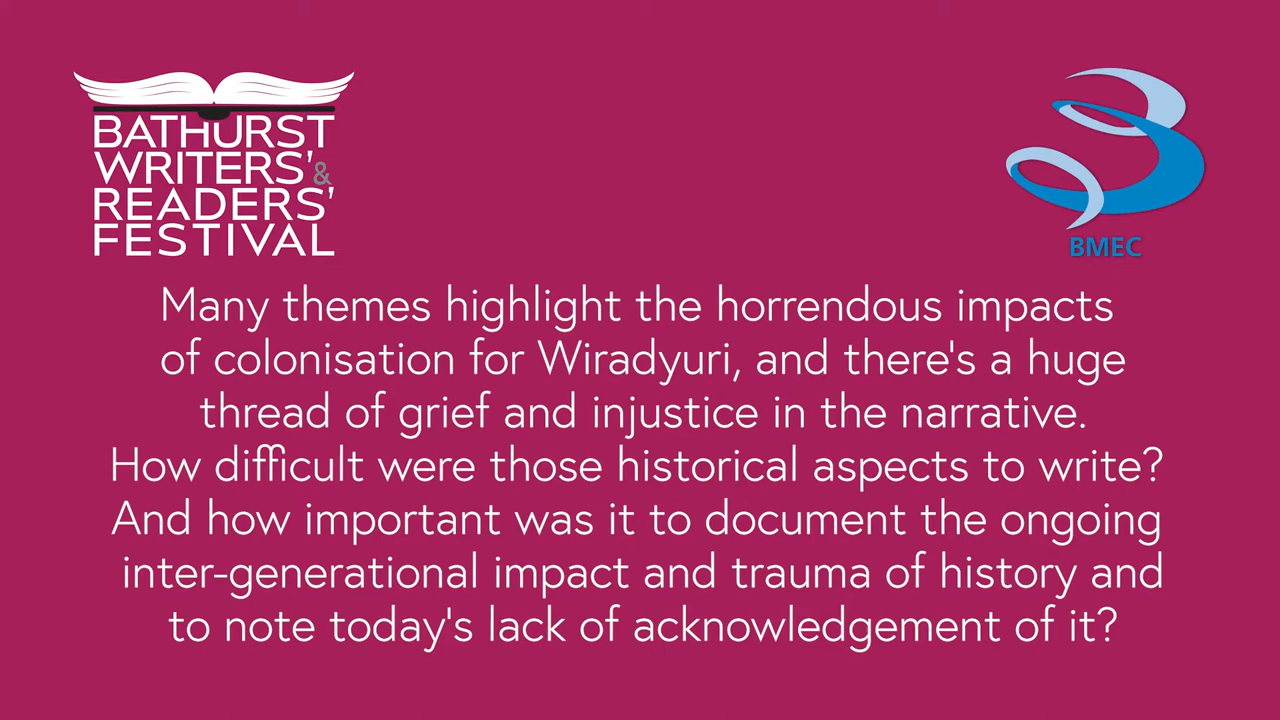 BATHURST
WRITERS'&
READERS'
FESTIVAL
BMEC
Many themes highlight the horrendous impacts
of colonisation for Wiradyuri, and there's a huge
thread of grief and injustice in the narrative.
How difficult were those historical aspects to write?
And how important was it to document the ongoing
inter-generational impact and trauma of history and
to note today's lack of acknowledgement of it?